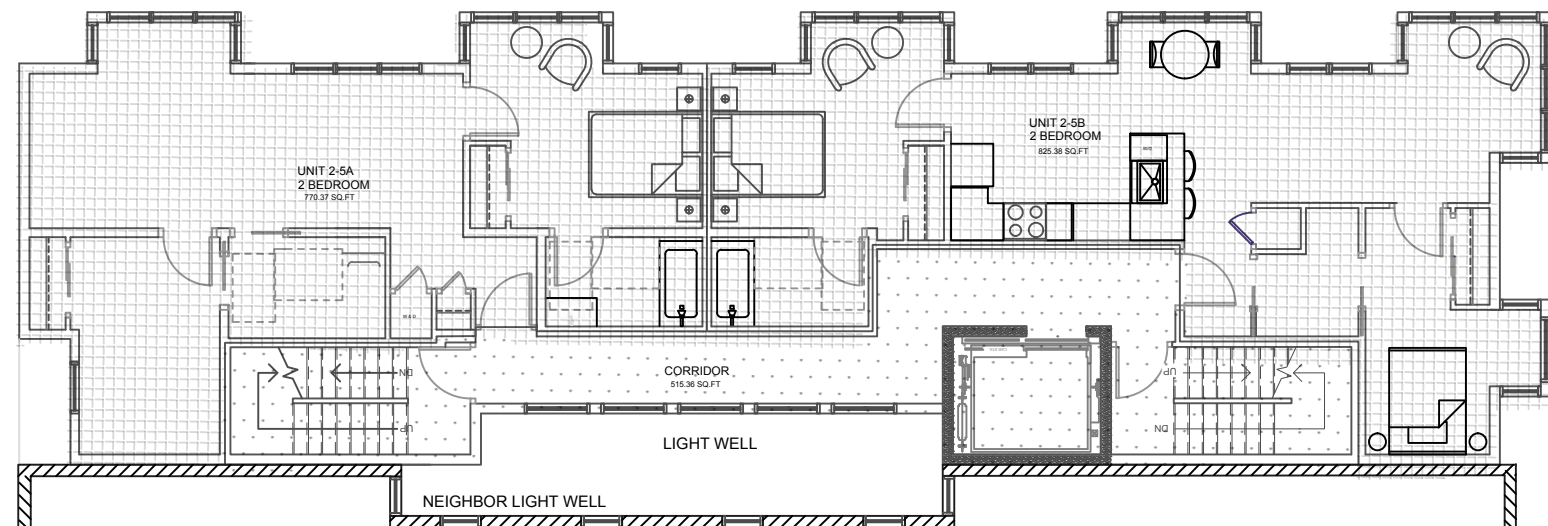 UNIT 2-5A
2 BEDROOM
770.37 SQ.FT
UNIT 2-5B
2 BEDROOM
825.38 SQ.FT
W&D
DN
UP
CORRIDOR
515.36 SQ.FT
UP
DN
LIGHT WELL
NEIGHBOR LIGHT WELL